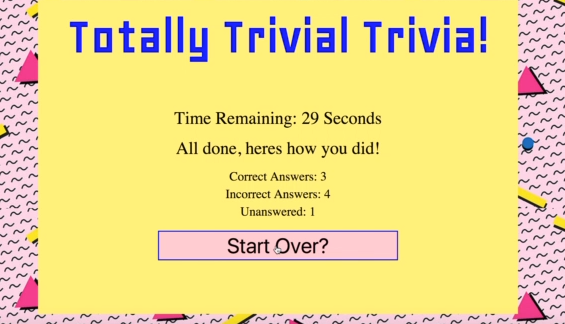 Totally Trivial Trivia!
Time Remaining: 29 Seconds
All done, heres how you did!
Correct Answers: 3
Incorrect Answers: 4
Unanswered: 1
Start Over?